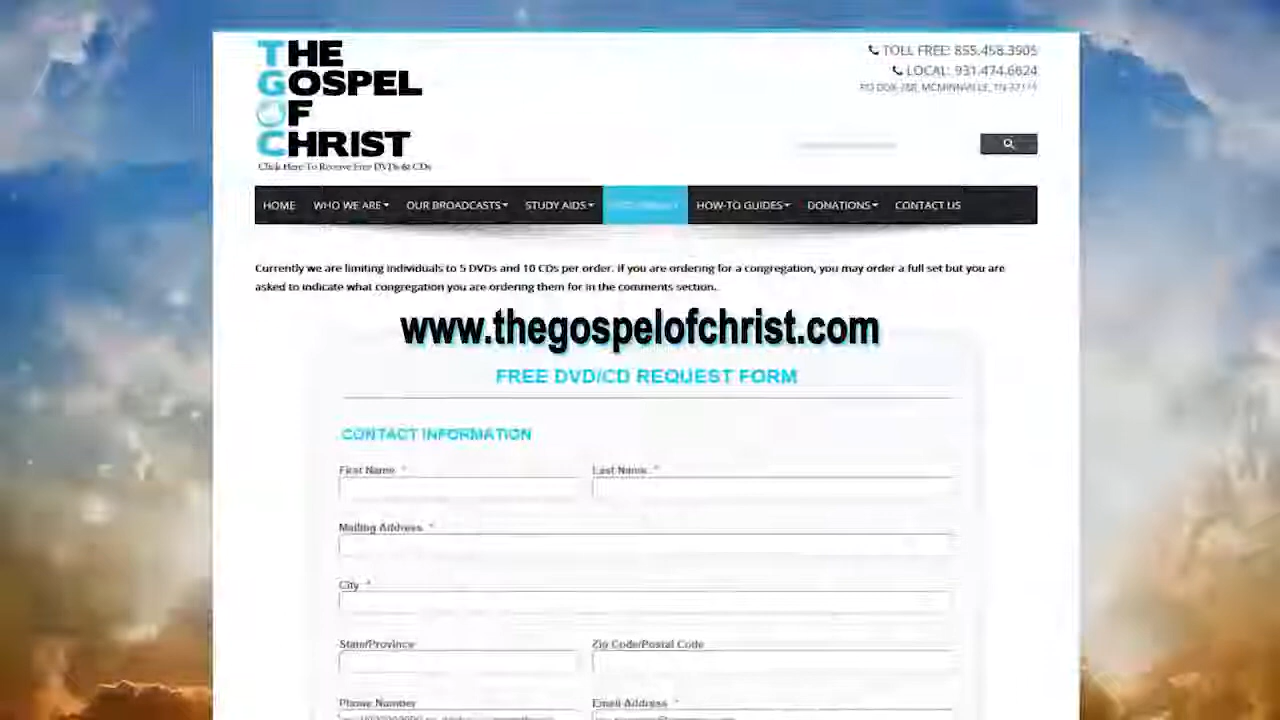 THE
GOSPEL
OF
CHRIST
Click Here To Receive Free DVDs & CDs
TOLL FREE: 855.458.3905
LOCAL: 931.474.6624
MCMINNVILLE, TN
HOME WHO WE ARE OUR BROADCASTS STUDY AIDS HOW-TO GUIDES DONATIONS CONTACT US
Currently we are limiting individuals to 5 DVDs and 10 CDs per order. If you are ordering for a congregation, you may order a full set but you are
asked to indicate what congregation you are ordering them for in the comments section.
www.thegospelofchrist.com
FREE DVD/CD REQUEST FORM
CONTACT INFORMATION
First Name * Last Name *
Mailing Address *
City *
State/Province Zip Code/Postal Code
Phone Number Email Address *